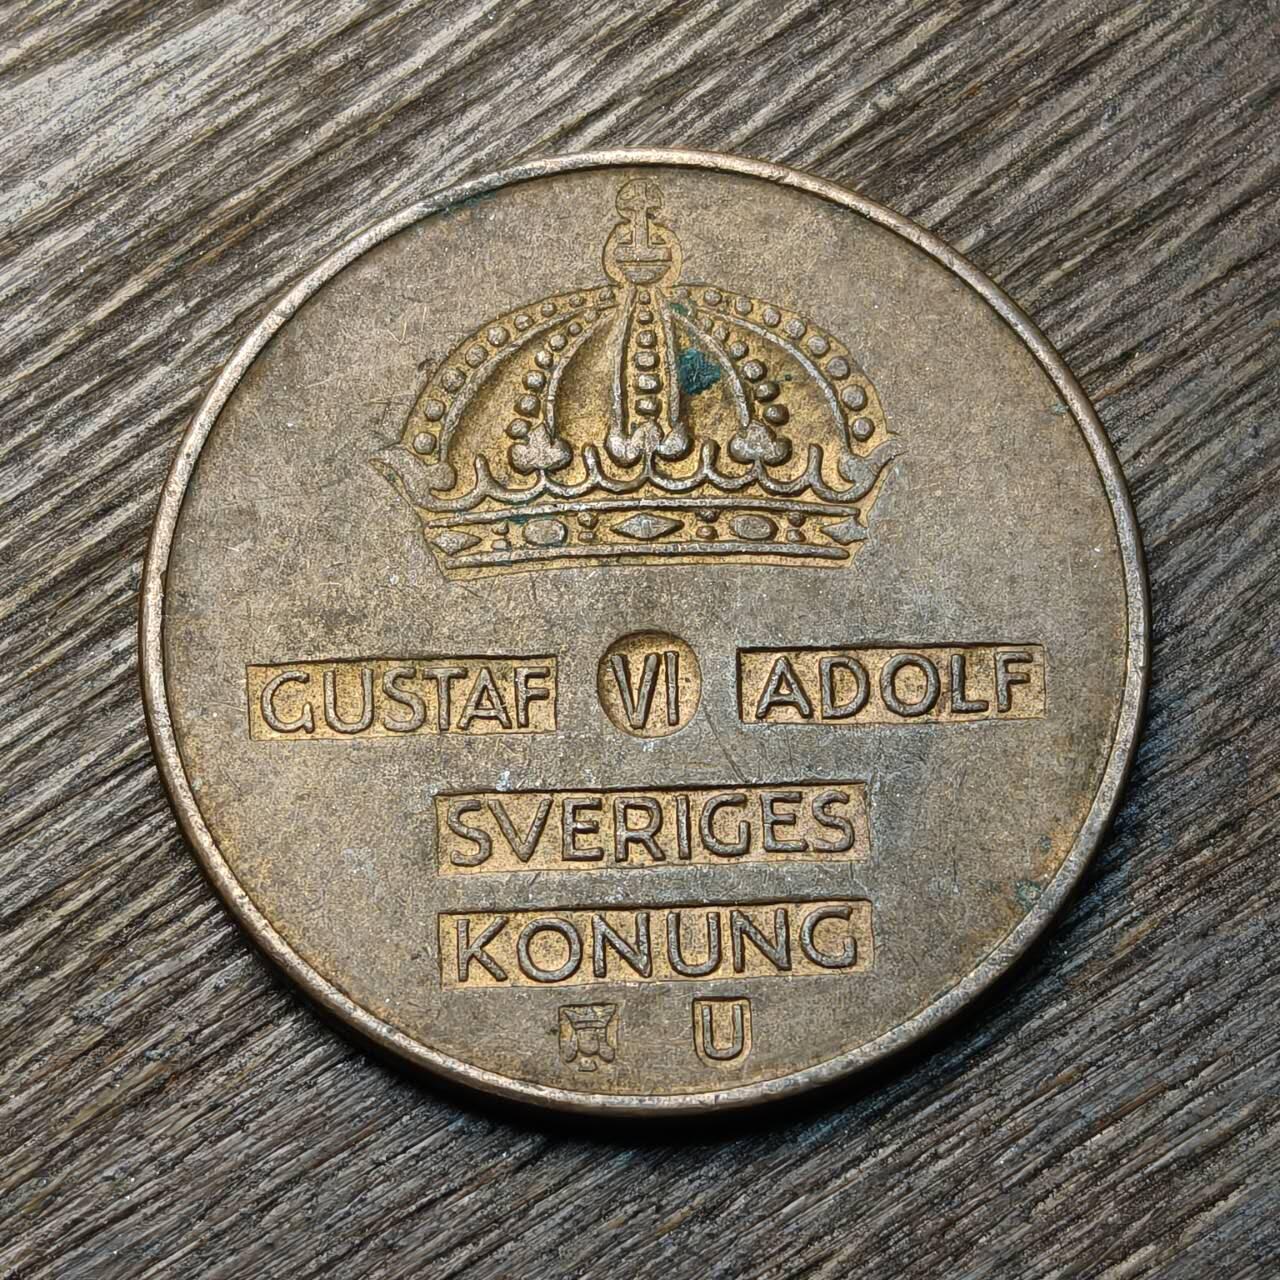 GUSTAF VI ADOLF
SVERIGES
KONUNG
U